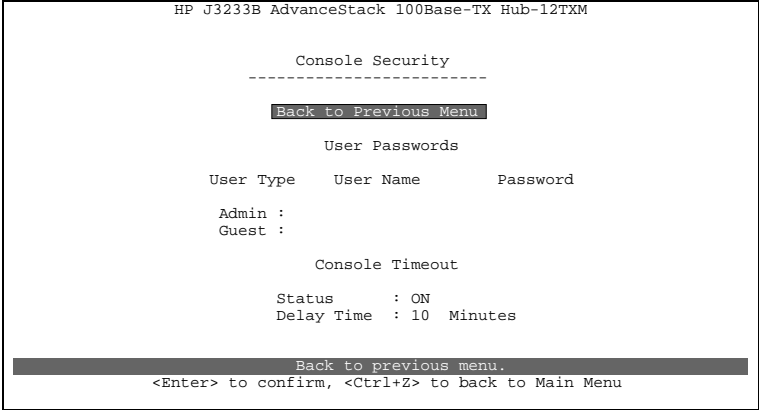 HP J3233B AdvanceStack 100Base-TX Hub-12TXM
Console Security
-------------------------
Back to Previous Menu
User Passwords
User Type User Name Password
Admin :
Guest :
Console Timeout
Status : ON
Delay Time : 10 Minutes
Back to previous menu.
<Enter> to confirm, <Ctrl+Z> to back to Main Menu